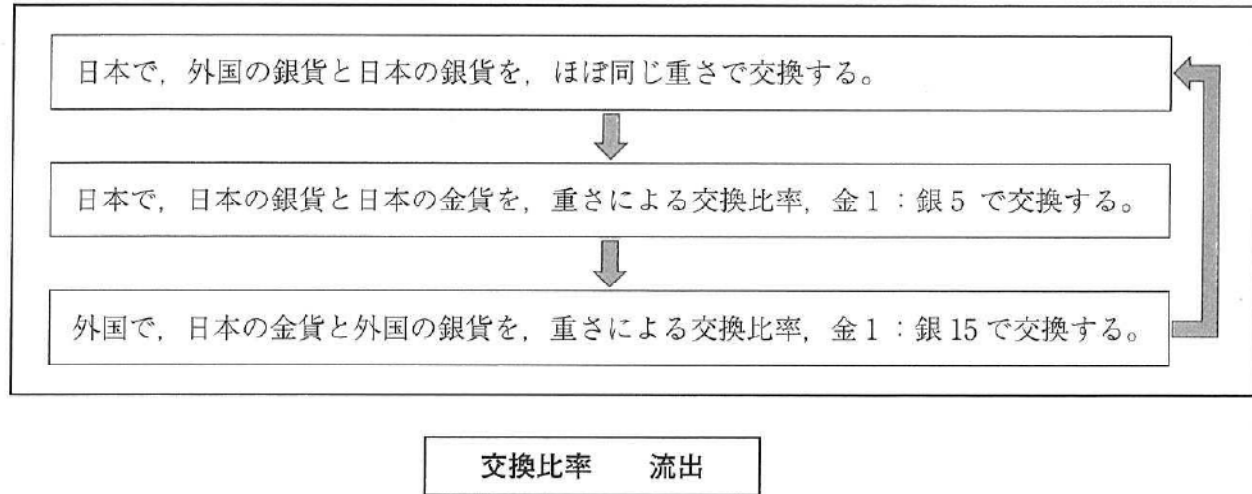 日本で，外国の銀貨と日本の銀貨を，ほぼ同じ重さで交換する。
日本で，日本の銀貨と日本の金貨を，重さによる交換比率，金1：銀5 で交換する。
外国で，日本の金貨と外国の銀貨を，重さによる交換比率，金1：銀15で交換する。
交換比率　流出